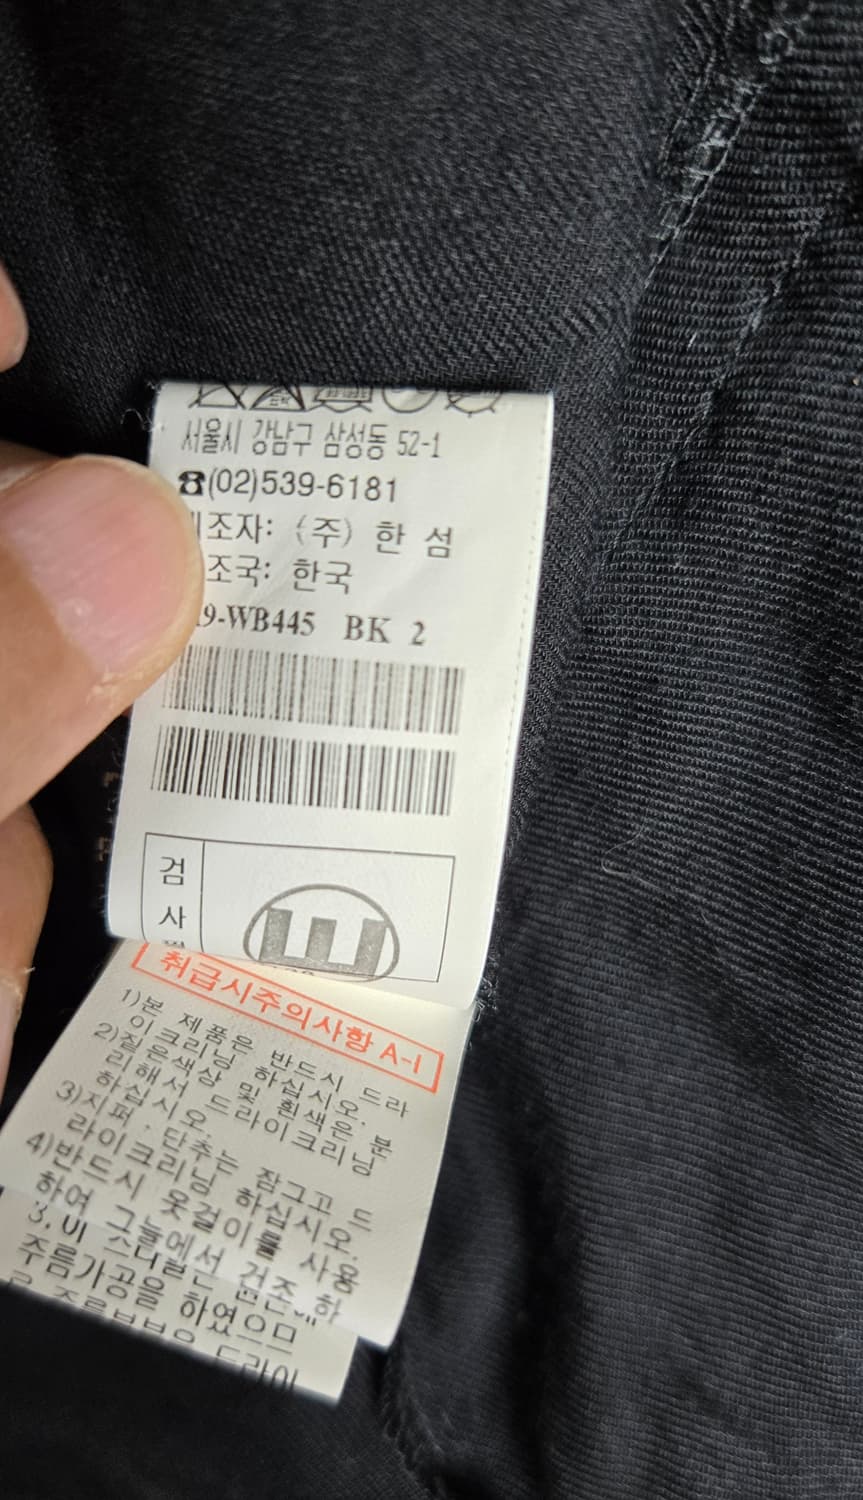 서울시 강남구 삼성동 52-1
☎(02)539-6181
조자: (주) 한 섬
조국: 한국
9-WB445 BK 2
검
사
취급시주의사항 A-1
1)본 제품은 반드시 드라
이크리닝 하십시오.
2)짙은색상 및 흰색은 분
리해서 드라이크리닝
하십시오.
3)지퍼.단추는 잠그고 드
라이크리닝 하십시오.
4)반드시 옷걸이를 사용
하여 그늘에서 건조 하
3.이
주름가공을 하였으므
드라이